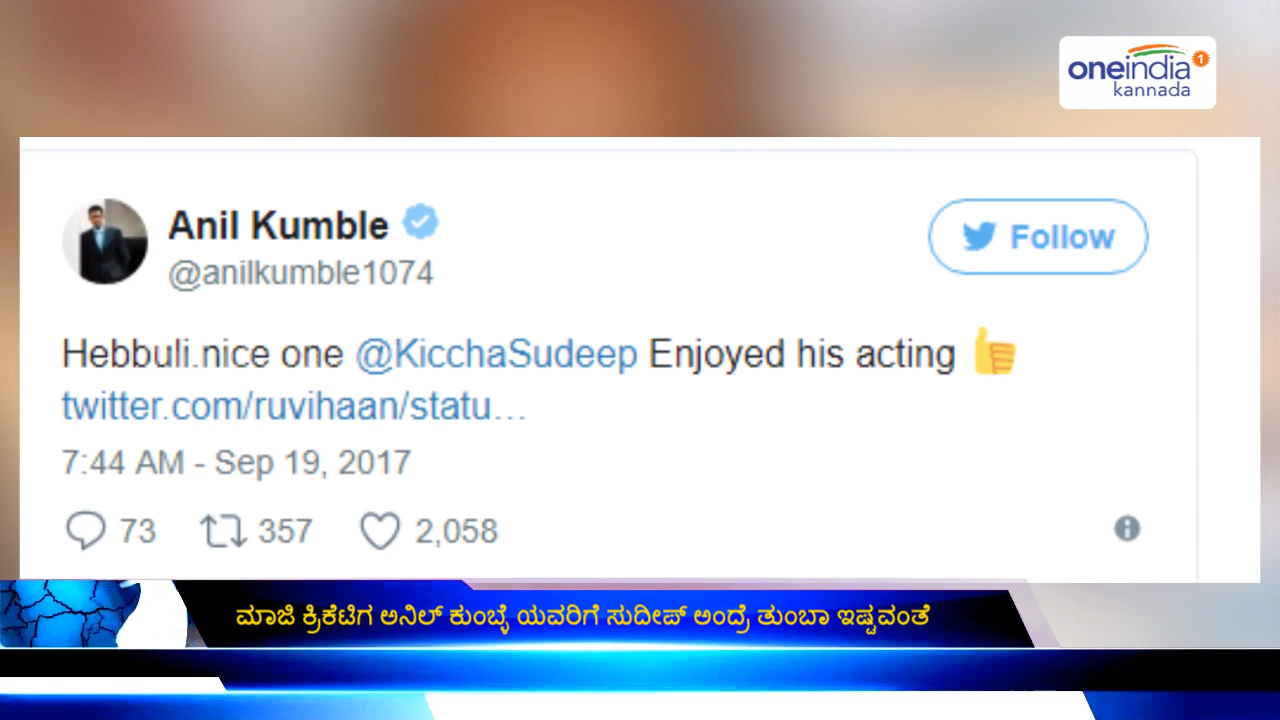 oneindia
kannada
Anil Kumble
@anilkumble1074
Follow
Hebbuli.nice one @KicchaSudeep Enjoyed his acting 👍
twitter.com/ruvihaan/statu...
7:44 AM - Sep 19, 2017
73 357 2,058
ಮಾಜಿ ಕ್ರಿಕೆಟಿಗ ಅನಿಲ್ ಕುಂಬ್ಳೆ ಯವರಿಗೆ ಸುದೀಪ್ ಅಂದ್ರೆ ತುಂಬಾ ಇಷ್ಟವಂತೆ